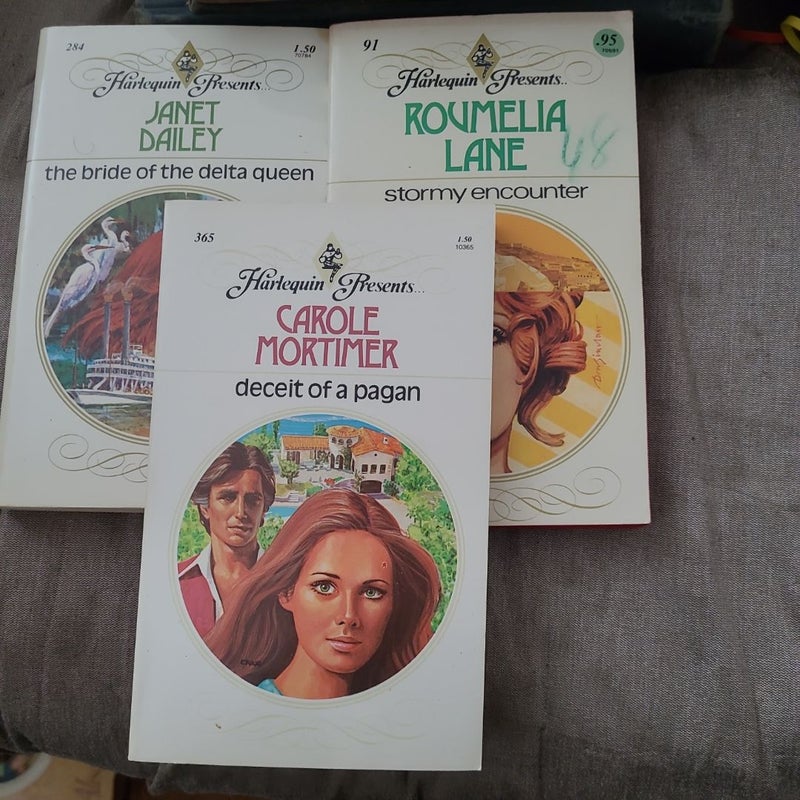 284
1.50
70784
Harlequin Presents...
JANET
DAILEY
the bride of the delta queen
91
.95
Harlequin Presents..
ROUMELIA
LANE
48
stormy encounter
365
1.50
10365
Harlequin Presents...
CAROLE
MORTIMER
deceit of a pagan